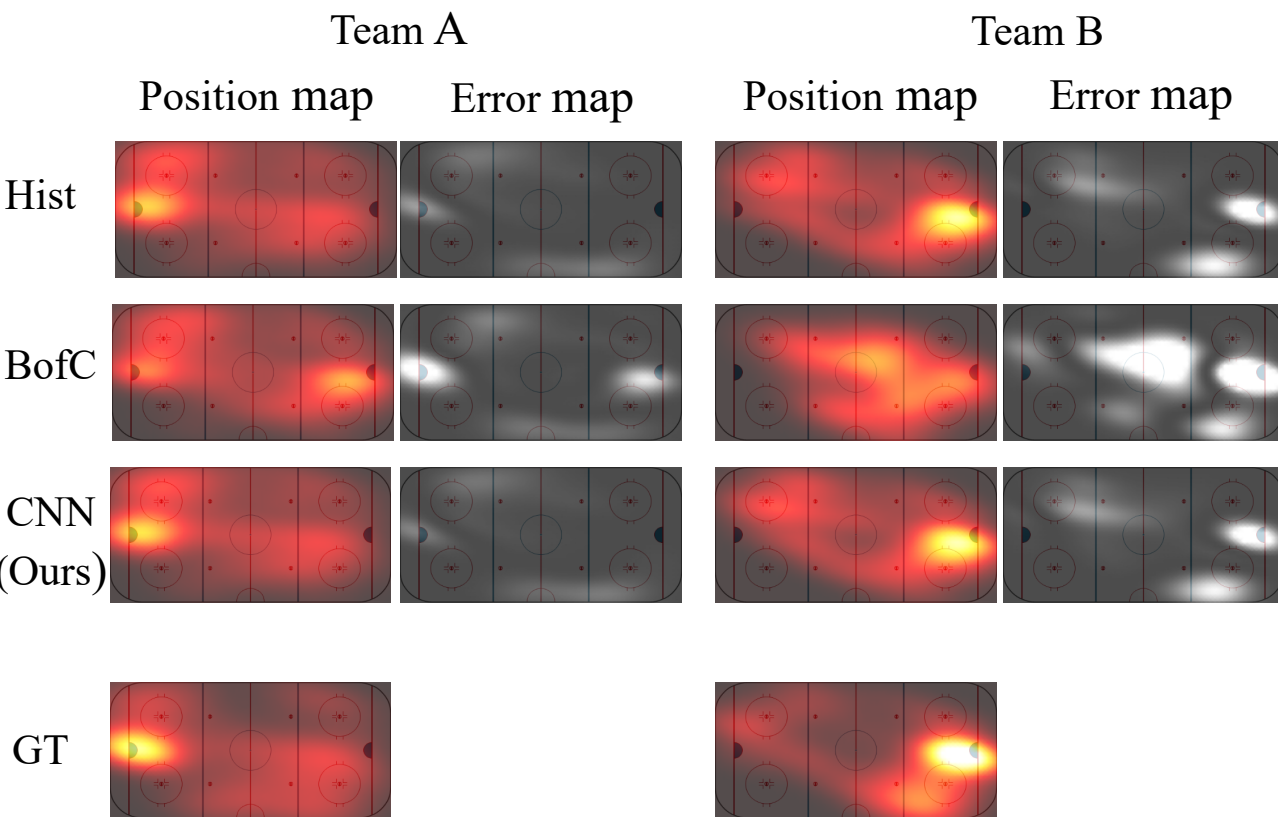 Team A
Team B
Position map
Error map
Position map
Error map
Hist
BofC
CNN
(Ours)
GT